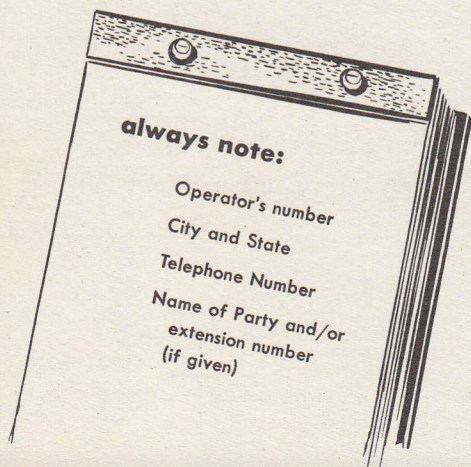 always note:
Operator's number
City and State
Telephone Number
Name of Party and/or
extension number
(if given)